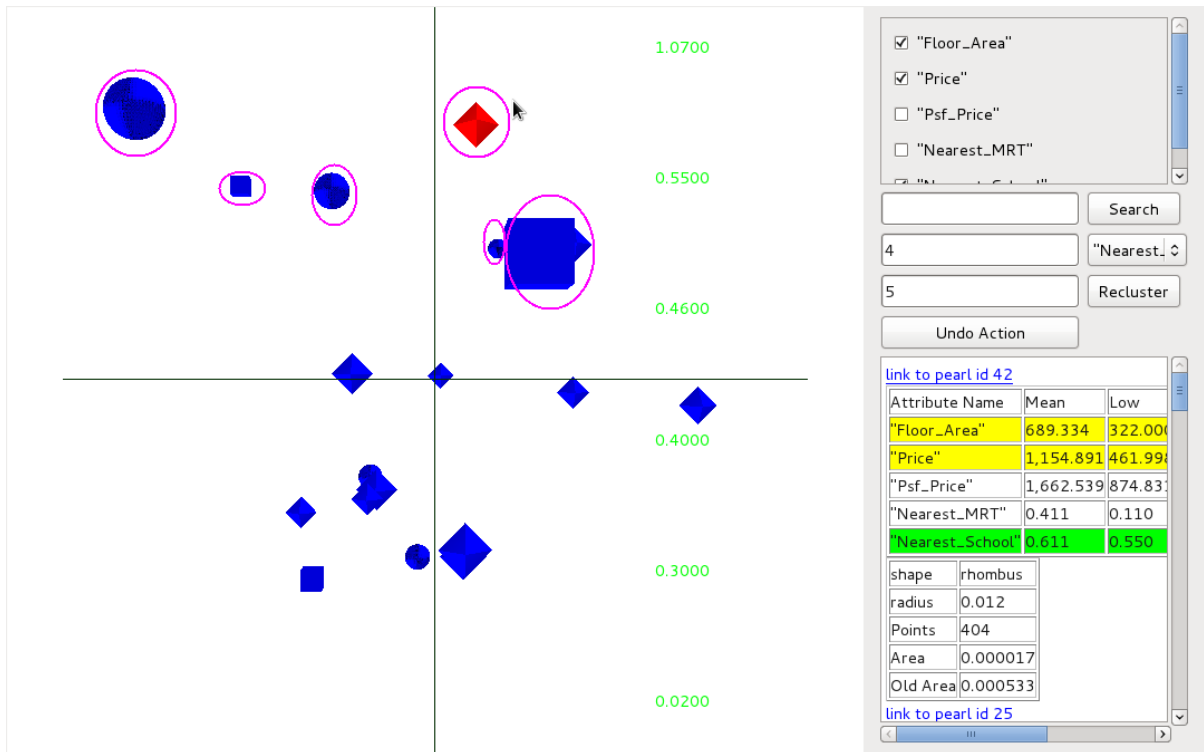 1.0700
0.5500
0.4600
0.4000
0.3000
0.0200
"Floor_Area"
"Price"
"Psf_Price"
"Nearest_MRT"
"Nearest_School"
Search
4
"Nearest_
5
Recluster
Undo Action
link to pearl id 42
Attribute Name Mean Low
"Floor_Area" 689.334 322.000
"Price" 1,154.891 461.998
"Psf_Price" 1,662.539 874.831
"Nearest_MRT" 0.411 0.110
"Nearest_School" 0.611 0.550
shape rhombus
radius 0.012
Points 404
Area 0.000017
Old Area 0.000533
link to pearl id 25